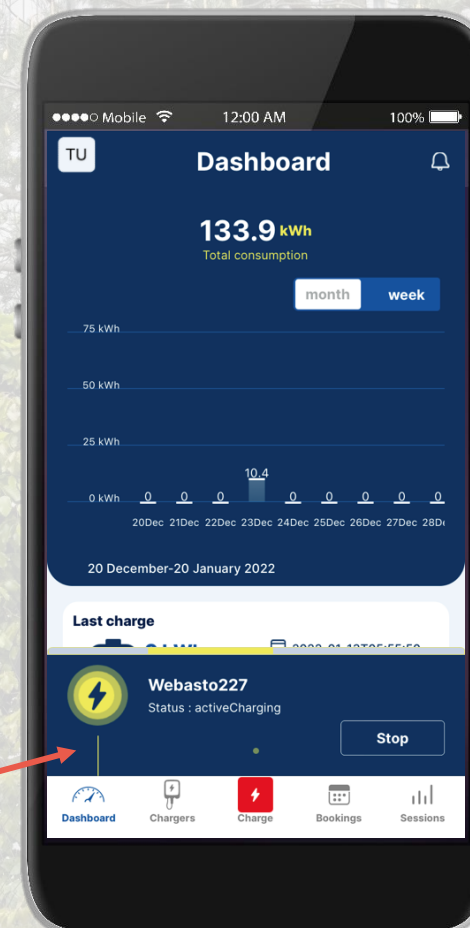 Mobile 12:00 AM 100%
TU Dashboard
133.9 kWh
Total consumption
month week
75 kWh
50 kWh
25 kWh
10,4
0 kWh 0 0 0 0 0 0 0 0
20Dec 21Dec 22Dec 23Dec 24Dec 25Dec 26Dec 27Dec
20 December-20 January 2022
Last charge
Webasto227
Status : activeCharging
Stop
Dashboard Chargers Charge Bookings Sessions